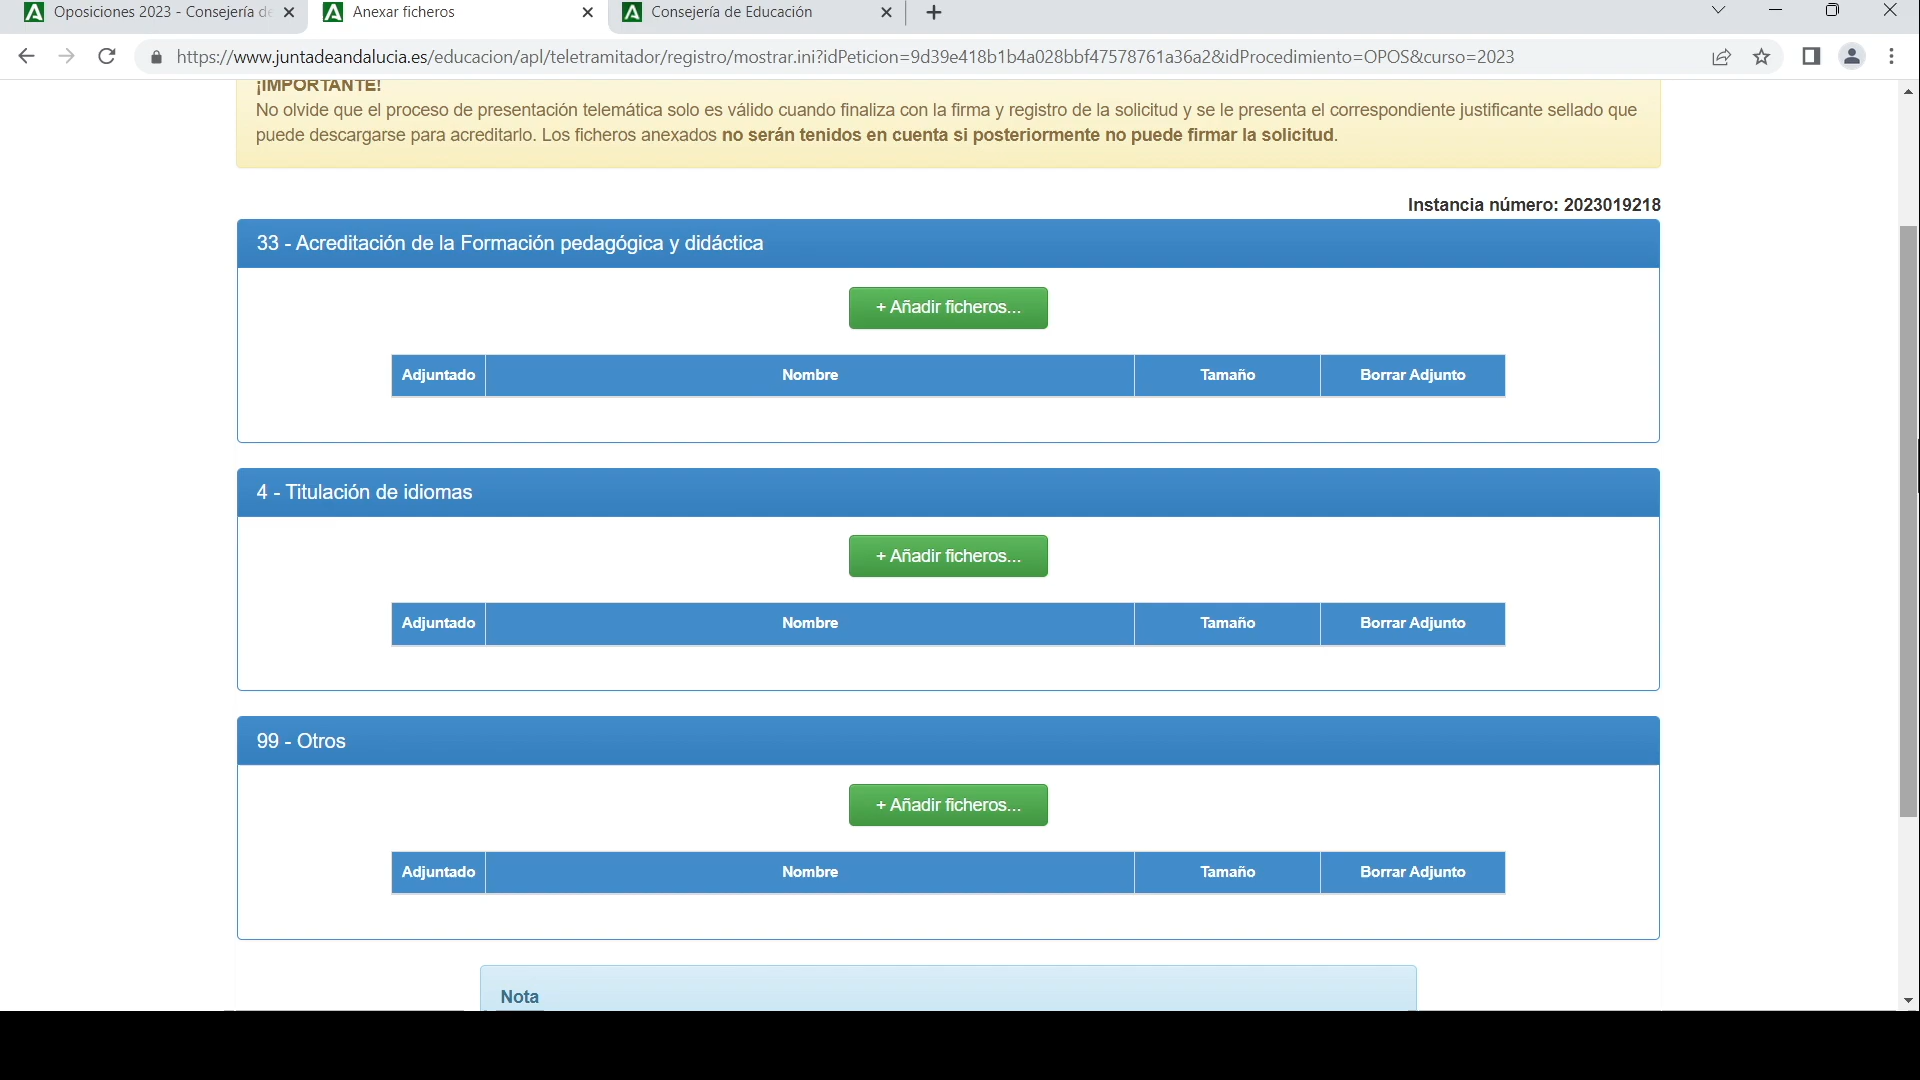 Oposiciones 2023 - Consejería de
Anexar ficheros
Consejería de Educación
https://www.juntadeandalucia.es/educacion/apl/teletramitador/registro/mostrar.ini?idPeticion=9d39e418b1b4a028bbf47578761a36a2&idProcedimiento=OPOS&curso=2023
¡IMPORTANTE!
No olvide que el proceso de presentación telemática solo es válido cuando finaliza con la firma y registro de la solicitud y se le presenta el correspondiente justificante sellado que
puede descargarse para acreditarlo. Los ficheros anexados no serán tenidos en cuenta si posteriormente no puede firmar la solicitud.
Instancia número: 2023019218
33 - Acreditación de la Formación pedagógica y didáctica
+ Añadir ficheros...
Adjuntado Nombre Tamaño Borrar Adjunto
4 - Titulación de idiomas
+ Añadir ficheros...
Adjuntado Nombre Tamaño Borrar Adjunto
99 - Otros
+ Añadir ficheros...
Adjuntado Nombre Tamaño Borrar Adjunto
Nota